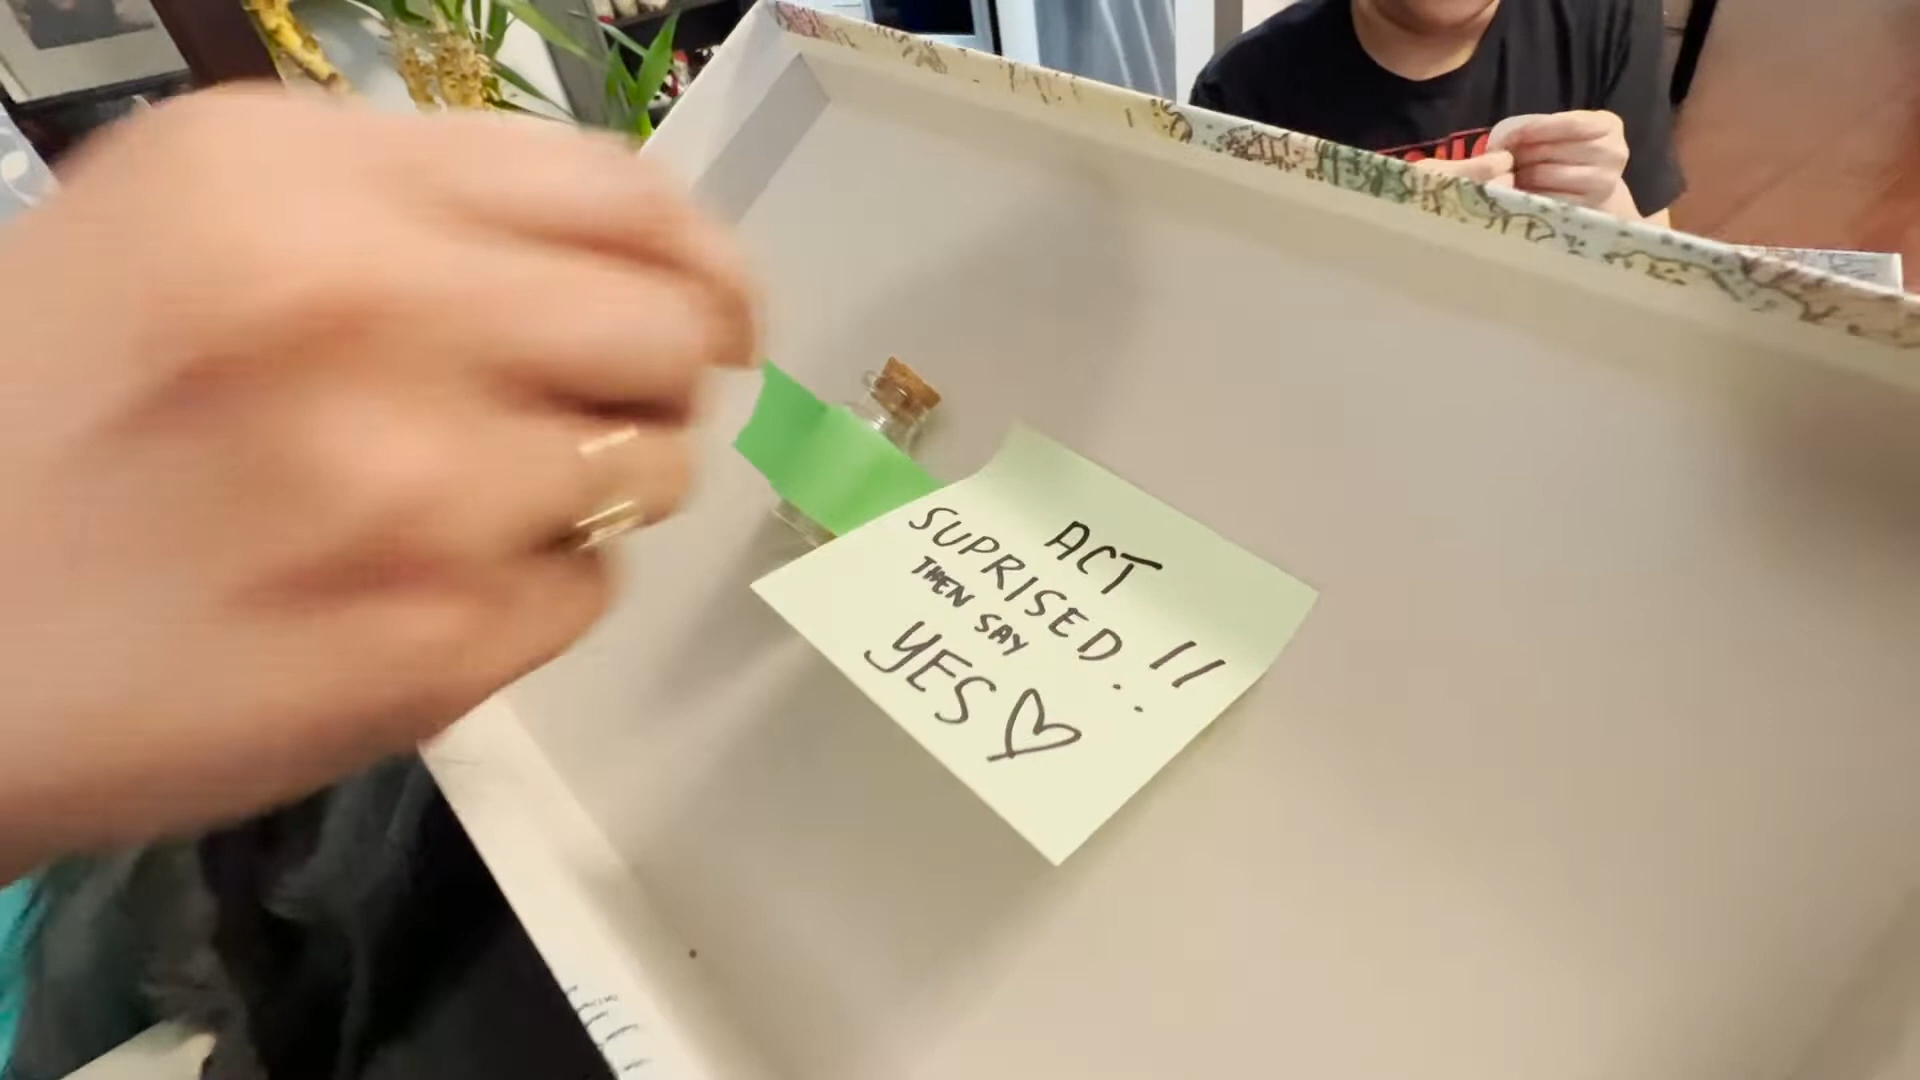 ACT
SUPRISED!!
THEN SAY
YES♡